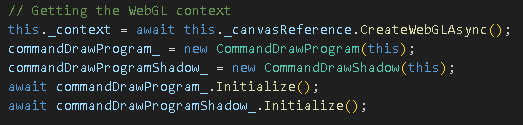 // Getting the WebGL context
this._context = await this._canvasReference.CreateWebGLAsync();
commandDrawProgram_ = new CommandDrawProgram(this);
commandDrawProgramShadow_ = new CommandDrawShadow(this);
await commandDrawProgram_.Initialize();
await commandDrawProgramShadow_.Initialize();